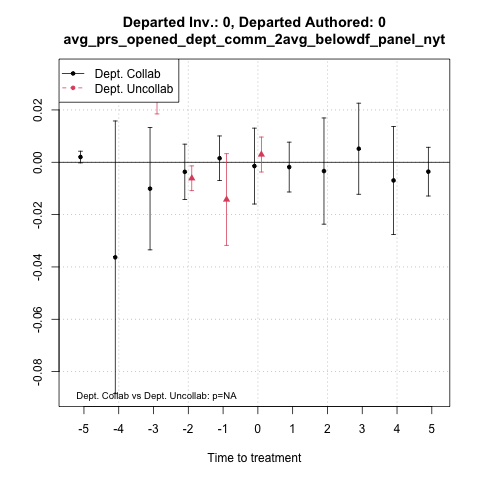 Departed Inv.: 0, Departed Authored: 0
avg_prs_opened_dept_comm_2avg_belowdf_panel_nyt
Dept. Collab
Dept. Uncollab
0.02
0.00
-0.02
-0.04
-0.06
-0.08
Dept. Collab vs Dept. Uncollab: p=NA
-5 -4 -3 -2 -1 0 1 2 3 4 5
Time to treatment